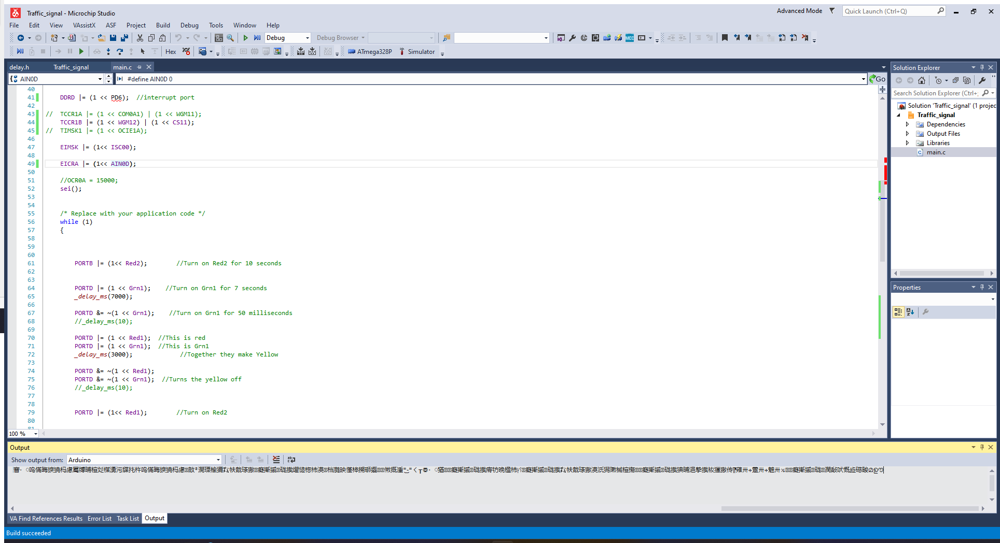 Traffic_signal - Microchip Studio
Advanced Mode
Quick Launch (Ctrl+Q)
File Edit View VAssistX ASF Project Build Debug Tools Window Help
Debug
Debug Browser
Hex
ATmega328P
Simulator
delay.h Traffic_signal main.c
AIN0D
#define AIN0D 0
Go
40
41 DDRD |= (1 << PD6); //interrupt port
42
43 // TCCR1A |= (1 << COM0A1) | (1 << WGM11);
44 TCCR1B |= (1 << WGM12) | (1 << CS11);
45 // TIMSK1 |= (1 << OCIE1A);
46
47 EIMSK |= (1<< ISC00);
48
49 EICRA |= (1<< AIN0D);
50
51 //OCR0A = 15000;
52 sei();
53
54
55 /* Replace with your application code */
56 while (1)
57 {
58
59
60
61 PORTB |= (1<< Red2); //Turn on Red2 for 10 seconds
62
63
64 PORTD |= (1 << Grn1); //Turn on Grn1 for 7 seconds
65 _delay_ms(7000);
66
67 PORTD &= ~(1 << Grn1); //Turn on Grn1 for 50 milliseconds
68 //_delay_ms(10);
69
70 PORTD |= (1 << Red1); //This is red
71 PORTD |= (1 << Grn1); //This is Grn1
72 _delay_ms(3000); //Together they make Yellow
73
74 PORTD &= ~(1 << Red1);
75 PORTD &= ~(1 << Grn1); //Turns the yellow off
76 //_delay_ms(10);
77
78
79 PORTD |= (1<< Red1); //Turn on Red2
80
81
100 %
Solution Explorer
Search Solution Explorer (Ctrl+;
Solution 'Traffic_signal' (1 projec
Traffic_signal
Dependencies
Output Files
Libraries
main.c
Properties
Output
Show output from: Arduino
VA Find References Results Error List Task List Output
Build succeeded